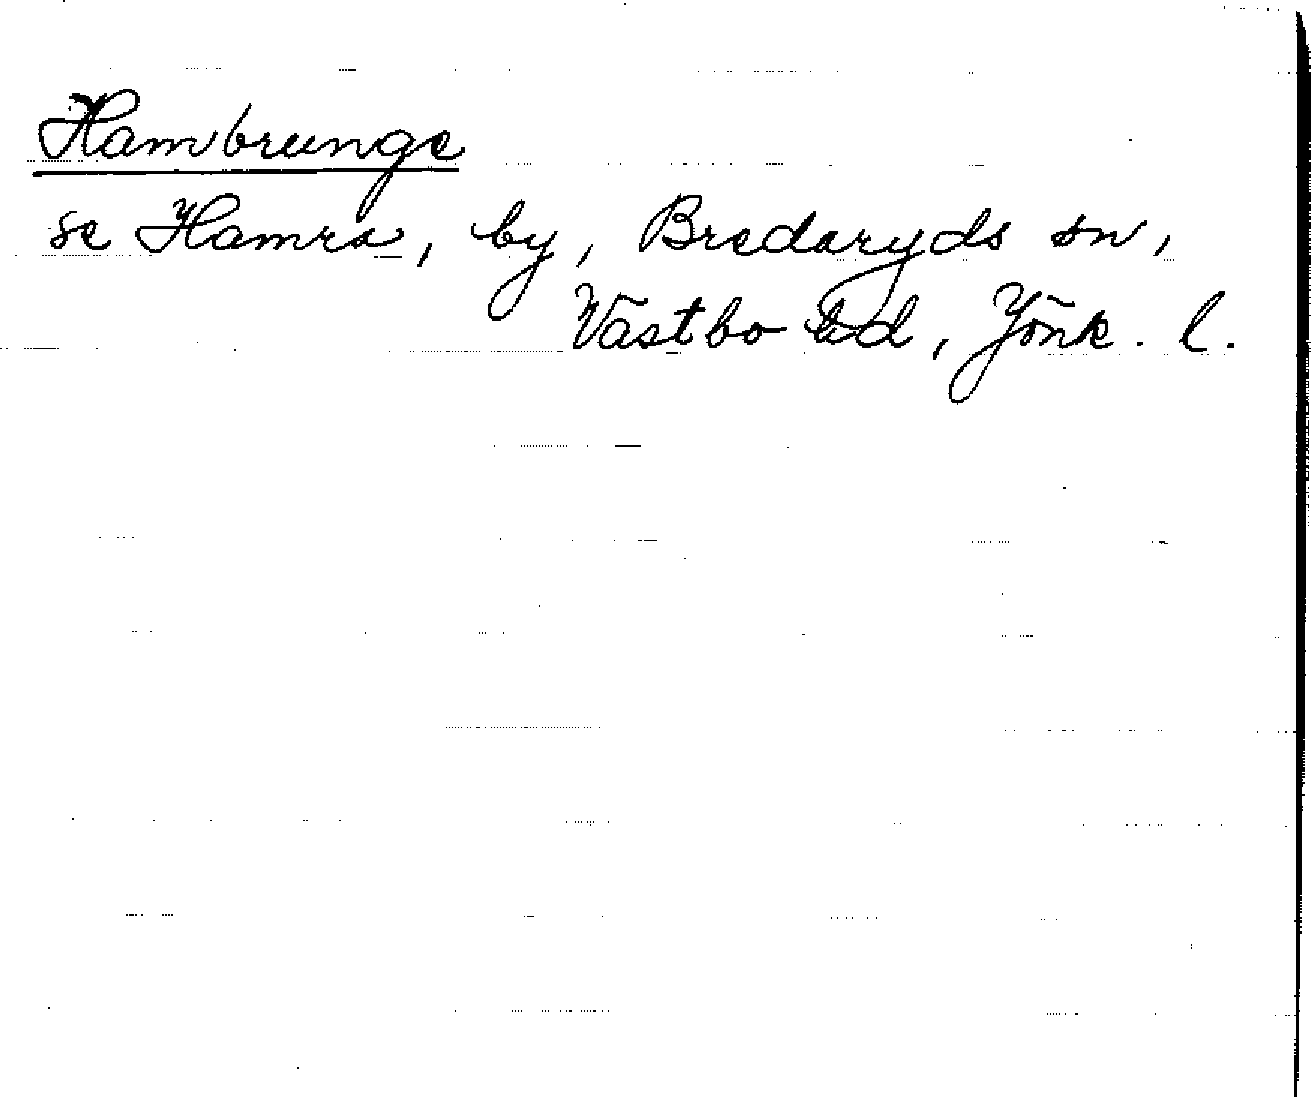 Hambrunge
se Hamra, by, Bredaryds sn,
Västbo hd, Jönk. l.